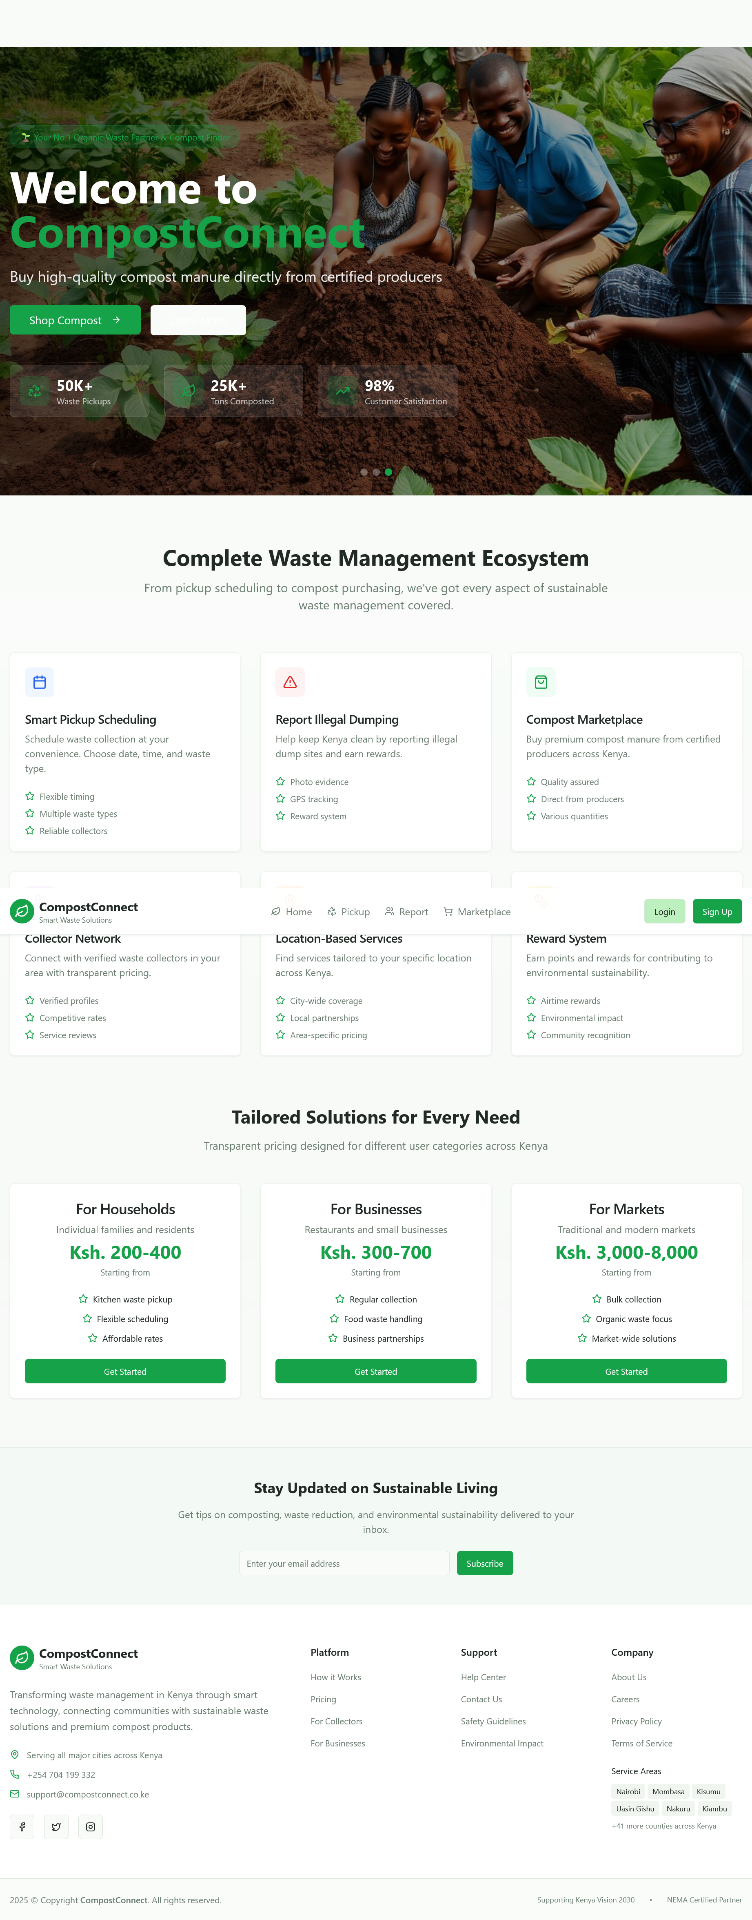 Your No.1 Organic Waste Partner & Compost Finder
Welcome to
CompostConnect
Buy high-quality compost manure directly from certified producers
Shop Compost
50K+
Waste Pickups
25K+
Tons Composted
98%
Customer Satisfaction
Complete Waste Management Ecosystem
From pickup scheduling to compost purchasing, we've got every aspect of sustainable
waste management covered.
Smart Pickup Scheduling
Schedule waste collection at your
convenience. Choose date, time, and waste
type.
Flexible timing
Multiple waste types
Reliable collectors
Report Illegal Dumping
Help keep Kenya clean by reporting illegal
dump sites and earn rewards.
Photo evidence
GPS tracking
Reward system
Compost Marketplace
Buy premium compost manure from certified
producers across Kenya.
Quality assured
Direct from producers
Various quantities
CompostConnect
Smart Waste Solutions
Home
Pickup
Report
Marketplace
Login
Sign Up
Collector Network
Connect with verified waste collectors in your
area with transparent pricing.
Verified profiles
Competitive rates
Service reviews
Location-Based Services
Find services tailored to your specific location
across Kenya.
City-wide coverage
Local partnerships
Area-specific pricing
Reward System
Earn points and rewards for contributing to
environmental sustainability.
Airtime rewards
Environmental impact
Community recognition
Tailored Solutions for Every Need
Transparent pricing designed for different user categories across Kenya
For Households
Individual families and residents
Ksh. 200-400
Starting from
Kitchen waste pickup
Flexible scheduling
Affordable rates
Get Started
For Businesses
Restaurants and small businesses
Ksh. 300-700
Starting from
Regular collection
Food waste handling
Business partnerships
Get Started
For Markets
Traditional and modern markets
Ksh. 3,000-8,000
Starting from
Bulk collection
Organic waste focus
Market-wide solutions
Get Started
Stay Updated on Sustainable Living
Get tips on composting, waste reduction, and environmental sustainability delivered to your
inbox.
Enter your email address
Subscribe
CompostConnect
Smart Waste Solutions
Transforming waste management in Kenya through smart
technology, connecting communities with sustainable waste
solutions and premium compost products.
Serving all major cities across Kenya
+254 704 199 332
support@compostconnect.co.ke
Platform
How it Works
Pricing
For Collectors
For Businesses
Support
Help Center
Contact Us
Safety Guidelines
Environmental Impact
Company
About Us
Careers
Privacy Policy
Terms of Service
Service Areas
Nairobi Mombasa Kisumu
Uasin Gishu Nakuru Kiambu
+41 more counties across Kenya
2025 © Copyright CompostConnect. All rights reserved.
Supporting Kenya Vision 2030 • NEMA Certified Partner